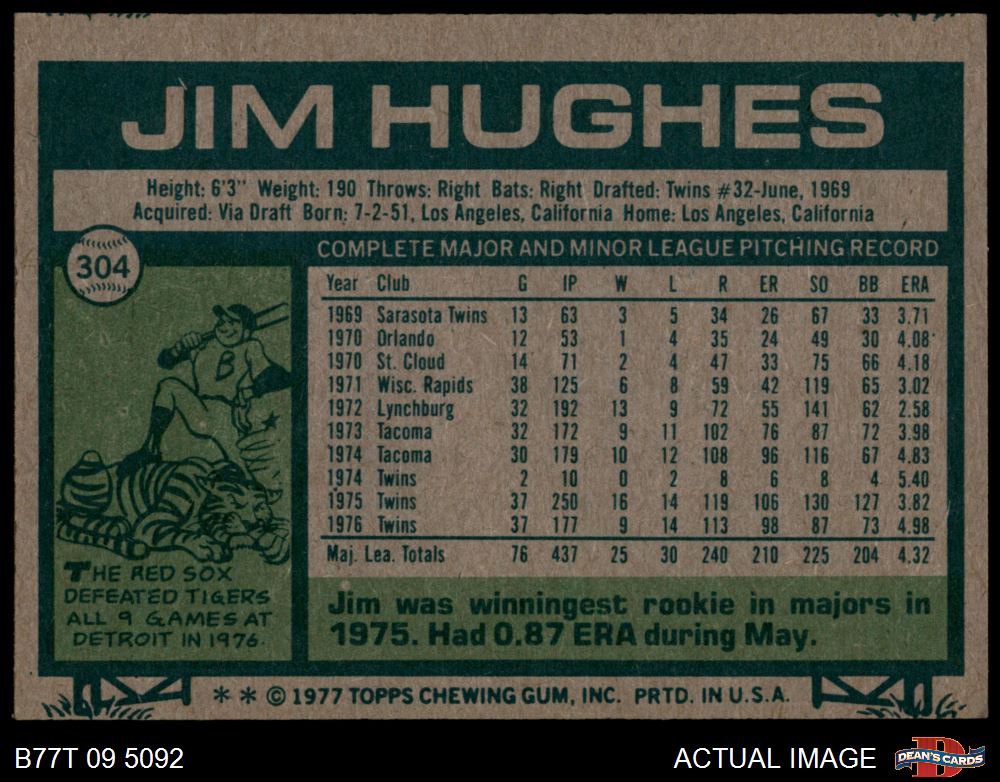 JIM HUGHES
Height: 6'3" Weight: 190 Throws: Right Bats: Right Drafted: Twins #32-June, 1969
Acquired: Via Draft Born: 7-2-51, Los Angeles, California Home: Los Angeles, California
304
COMPLETE MAJOR AND MINOR LEAGUE PITCHING RECORD
Year Club G IP W L R ER SO BB ERA
1969 Sarasota Twins 13 63 3 5 34 26 67 33 3.71
1970 Orlando 12 53 1 4 35 24 49 30 4.08
1970 St. Cloud 14 71 2 4 47 33 75 66 4.18
1971 Wisc. Rapids 38 125 6 8 59 42 119 65 3.02
1972 Lynchburg 32 192 13 9 72 55 141 62 2.58
1973 Tacoma 32 172 9 11 102 76 87 72 3.98
1974 Tacoma 30 179 10 12 108 96 116 67 4.83
1974 Twins 2 10 0 2 8 6 8 4 5.40
1975 Twins 37 250 16 14 119 106 130 127 3.82
1976 Twins 37 177 9 14 113 98 87 73 4.98
Maj. Lea. Totals 76 437 25 30 240 210 225 204 4.32
B
THE RED SOX
DEFEATED TIGERS
ALL 9 GAMES AT
DETROIT IN 1976.
Jim was winningest rookie in majors in
1975. Had 0.87 ERA during May.
** © 1977 TOPPS CHEWING GUM, INC. PRTD. IN U.S.A.
B77T 09 5092
ACTUAL IMAGE
D
DEAN'S CARDS